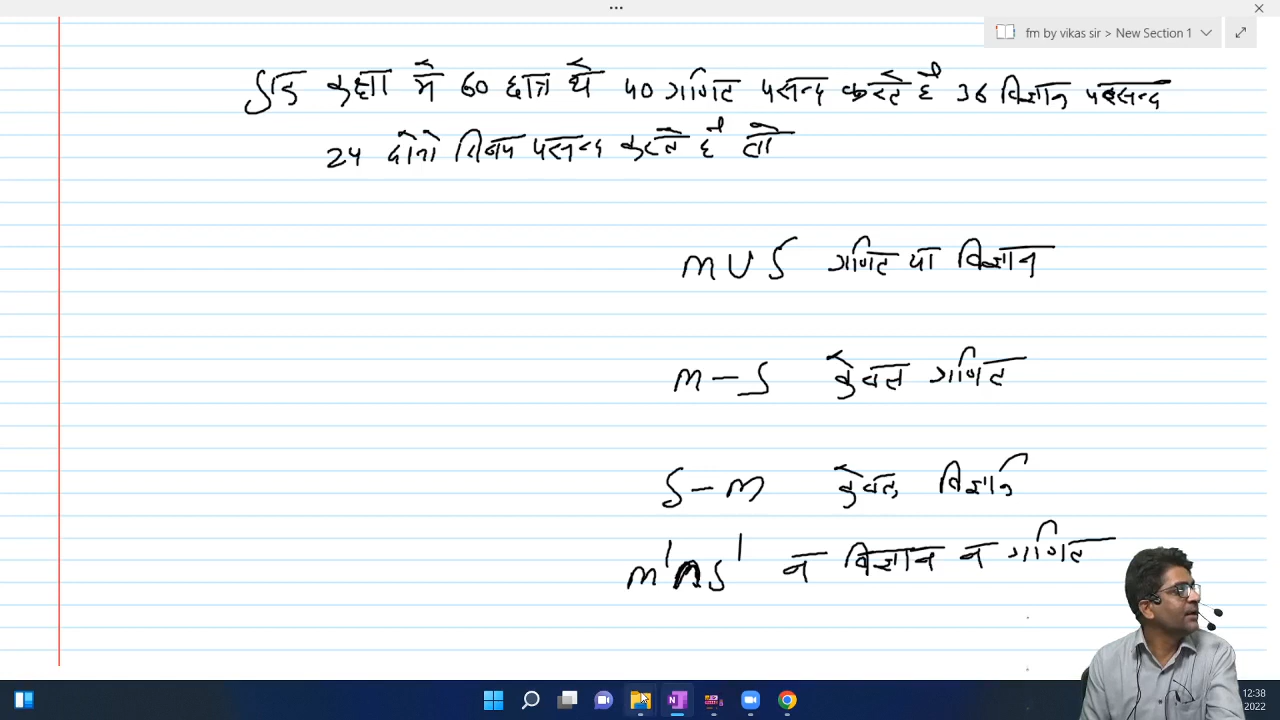 ...
fm by vikas sir > New Section 1
कक्षा में 60 छात्र थे 40 गणित पसन्द करते है 36 विज्ञान पसन्द
24 दोनो विषय पसन्द करते है तो
m U S गणित या विज्ञान
m - S केवल गणित
S - m केवल विज्ञान
m' ∩ S' न विज्ञान न गणित
12:38
2022